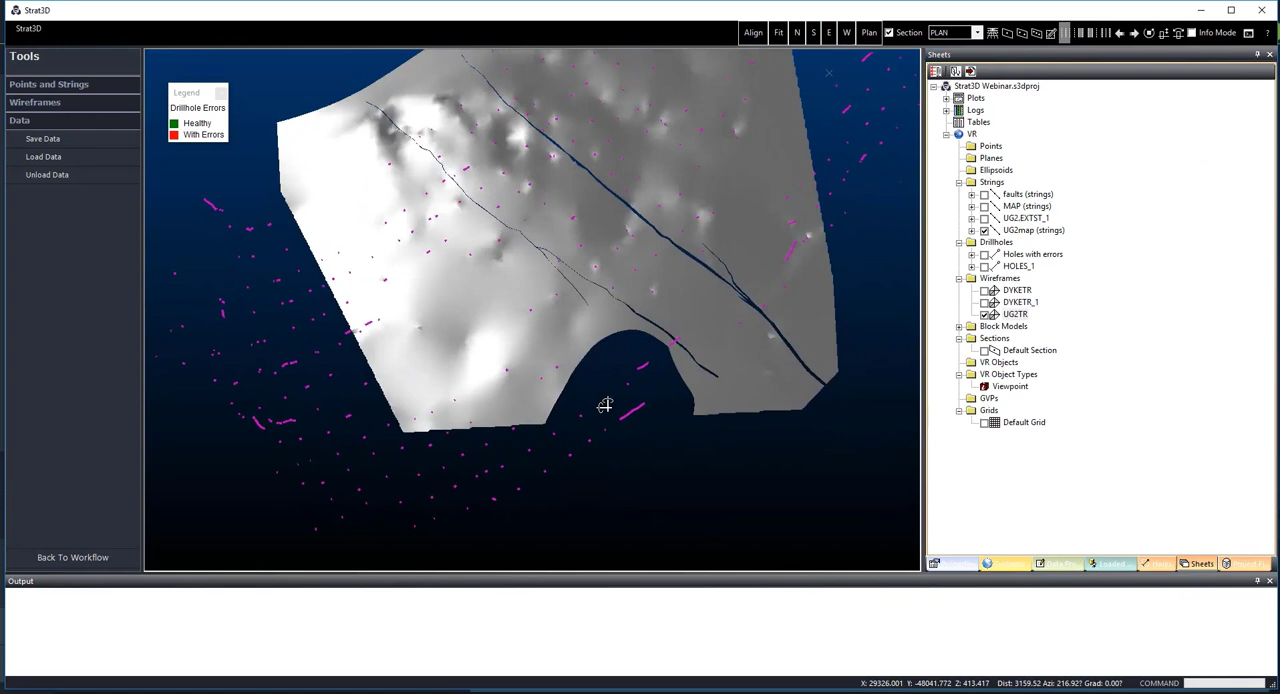 Strat3D
Strat3D
Align
Fit
N
S
E
W
Plan
Section
PLAN
Info Mode
?
Tools
Points and Strings
Wireframes
Data
Save Data
Load Data
Unload Data
Back To Workflow
Legend
Drillhole Errors
Healthy
With Errors
Sheets
Strat3D Webinar.s3dproj
Plots
Logs
Tables
VR
Points
Planes
Ellipsoids
Strings
faults (strings)
MAP (strings)
UG2.EXTST_1
UG2map (strings)
Drillholes
Holes with errors
HOLES_1
Wireframes
DYKETR
DYKETR_1
UG2TR
Block Models
Sections
Default Section
VR Objects
VR Object Types
Viewpoint
GVPs
Grids
Default Grid
Sheets
Output
X: 29326.001 Y: -48041.772 Z: 413.417 Dist: 3159.52 Azi: 216.92? Grad: 0.00? COMMAND